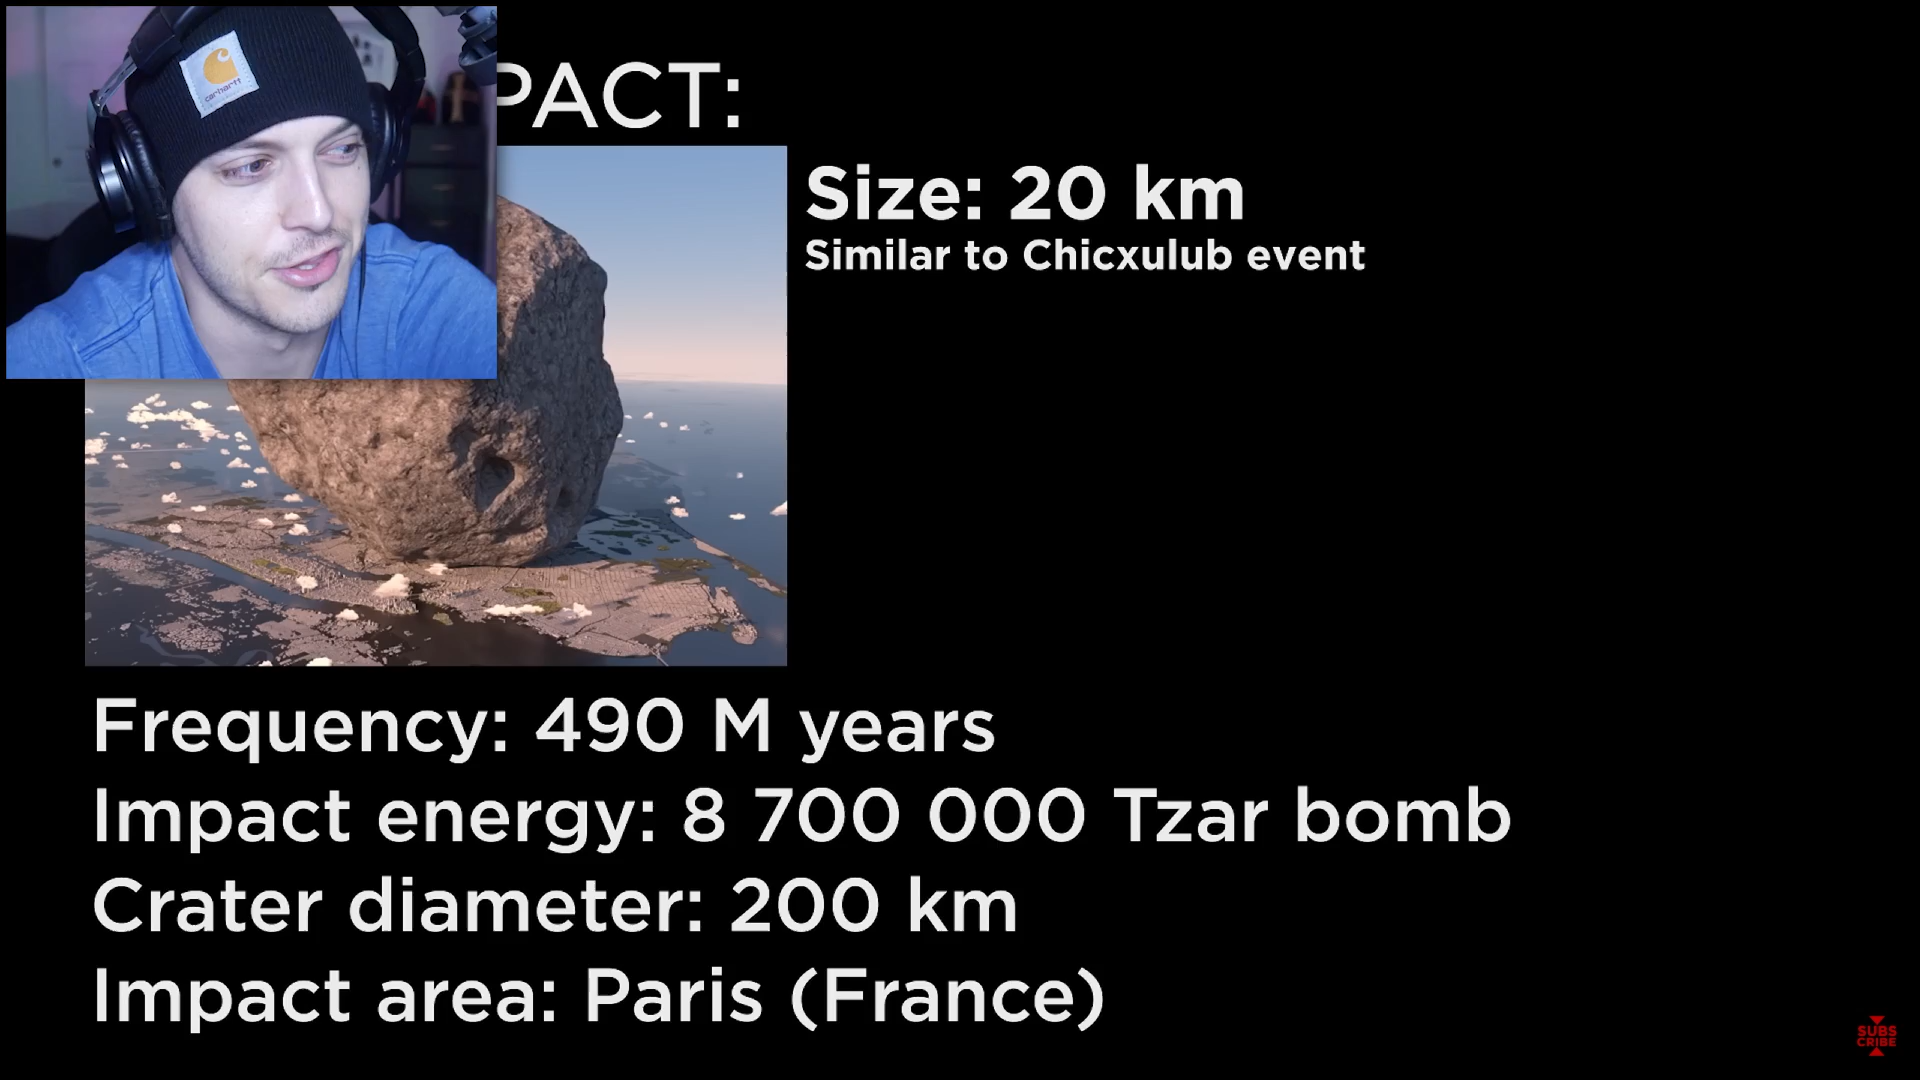 carhartt
PACT:
Size: 20 km
Similar to Chicxulub event
Frequency: 490 M years
Impact energy: 8 700 000 Tzar bomb
Crater diameter: 200 km
Impact area: Paris (France)
SUBS
CRIBE